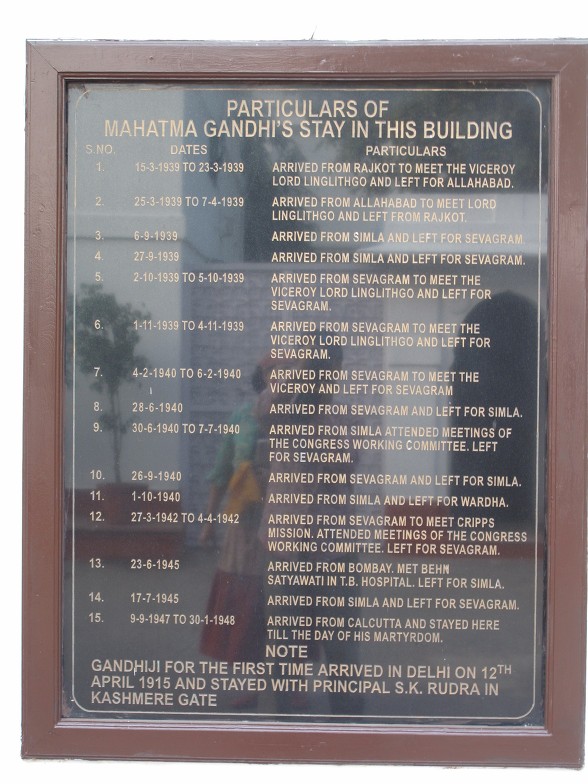 PARTICULARS OF
MAHATMA GANDHI'S STAY IN THIS BUILDING
S.NO. DATES PARTICULARS
1. 15-3-1939 TO 23-3-1939 ARRIVED FROM RAJKOT TO MEET THE VICEROY
LORD LINGLITHGO AND LEFT FOR ALLAHABAD.
2. 25-3-1939 TO 7-4-1939 ARRIVED FROM ALLAHABAD TO MEET LORD
LINGLITHGO AND LEFT FROM RAJKOT.
3. 6-9-1939 ARRIVED FROM SIMLA AND LEFT FOR SEVAGRAM.
4. 27-9-1939 ARRIVED FROM SIMLA AND LEFT FOR SEVAGRAM.
5. 2-10-1939 TO 5-10-1939 ARRIVED FROM SEVAGRAM TO MEET THE
VICEROY LORD LINGLITHGO AND LEFT FOR
SEVAGRAM.
6. 1-11-1939 TO 4-11-1939 ARRIVED FROM SEVAGRAM TO MEET THE
VICEROY LORD LINGLITHGO AND LEFT FOR
SEVAGRAM.
7. 4-2-1940 TO 6-2-1940 ARRIVED FROM SEVAGRAM TO MEET THE
VICEROY AND LEFT FOR SEVAGRAM
8. 28-6-1940 ARRIVED FROM SEVAGRAM AND LEFT FOR SIMLA.
9. 30-6-1940 TO 7-7-1940 ARRIVED FROM SIMLA ATTENDED MEETINGS OF
THE CONGRESS WORKING COMMITTEE. LEFT
FOR SEVAGRAM.
10. 26-9-1940 ARRIVED FROM SEVAGRAM AND LEFT FOR SIMLA.
11. 1-10-1940 ARRIVED FROM SIMLA AND LEFT FOR WARDHA.
12. 27-3-1942 TO 4-4-1942 ARRIVED FROM SEVAGRAM TO MEET CRIPPS
MISSION. ATTENDED MEETINGS OF THE CONGRESS
WORKING COMMITTEE. LEFT FOR SEVAGRAM.
13. 23-6-1945 ARRIVED FROM BOMBAY. MET BEHN
SATYAWATI IN T.B. HOSPITAL. LEFT FOR SIMLA.
14. 17-7-1945 ARRIVED FROM SIMLA AND LEFT FOR SEVAGRAM.
15. 9-9-1947 TO 30-1-1948 ARRIVED FROM CALCUTTA AND STAYED HERE
TILL THE DAY OF HIS MARTYRDOM.
NOTE
GANDHIJI FOR THE FIRST TIME ARRIVED IN DELHI ON 12TH
APRIL 1915 AND STAYED WITH PRINCIPAL S.K. RUDRA IN
KASHMERE GATE